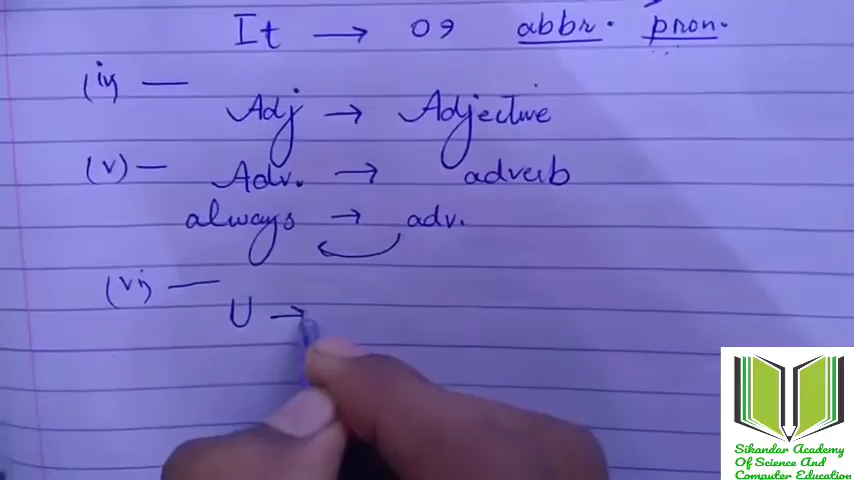 It → 09 abbr. pron.
(iv) —
Adj → Adjective
(v) — Adv. → adverb
always → adv.
(vi) —
U →
Sikandar Academy
Of Science And
Computer Education